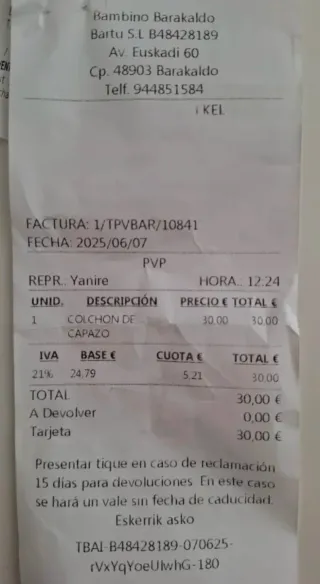 Bambino Barakaldo
Bartu S.L B48428189
Av. Euskadi 60
Cp. 48903 Barakaldo
Telf. 944851584
KEL
FACTURA: 1/TPVBAR/10841
FECHA: 2025/06/07
PVP
REPR.: Yanire HORA.: 12.24
UNID. DESCRIPCIÓN PRECIO € TOTAL €
1 COLCHON DE CAPAZO 30.00 30.00
IVA BASE € CUOTA € TOTAL €
21% 24.79 5.21 30.00
TOTAL 30,00 €
A Devolver 0,00 €
Tarjeta 30,00 €
Presentar tique en caso de reclamación
15 días para devoluciones. En este caso
se hará un vale sin fecha de caducidad.
Eskerrik asko
TBAI-B48428189-070625-
rVxYqYoeUIwhG-180